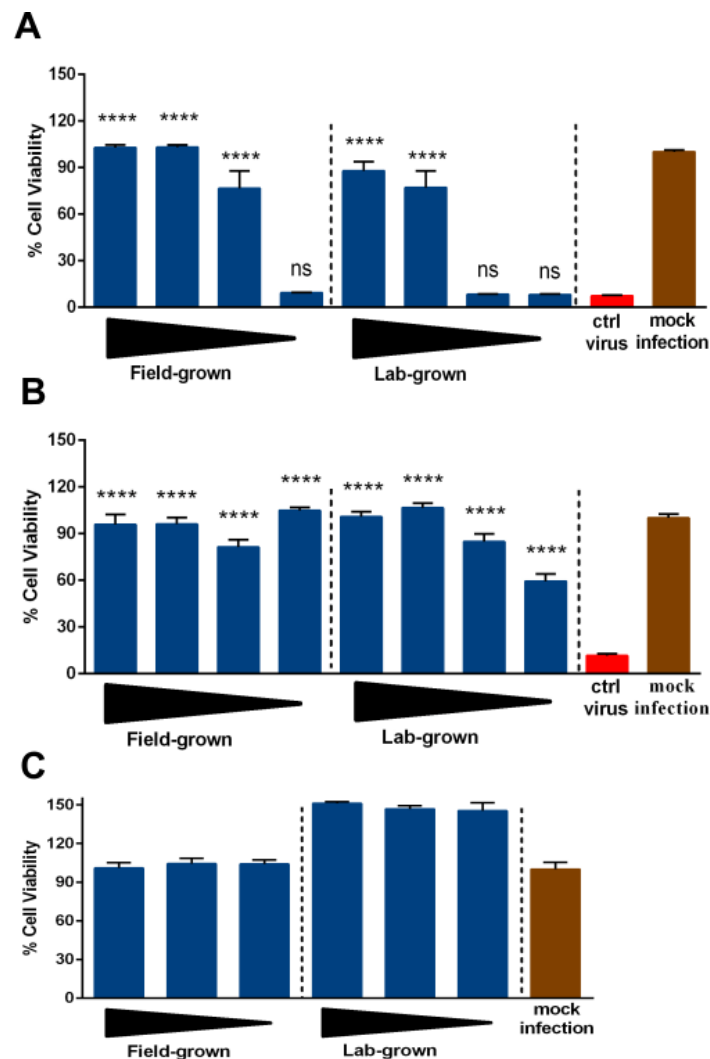 A
% Cell Viability
150
120
90
60
30
0
**** **** **** ns
**** **** ns ns
Field-grown
Lab-grown
ctrl
virus
mock
infection
B
% Cell Viability
150
120
90
60
30
0
**** **** **** ****
**** **** **** ****
Field-grown
Lab-grown
ctrl
virus
mock
infection
C
% Cell Viability
150
120
90
60
30
0
Field-grown
Lab-grown
mock
infection